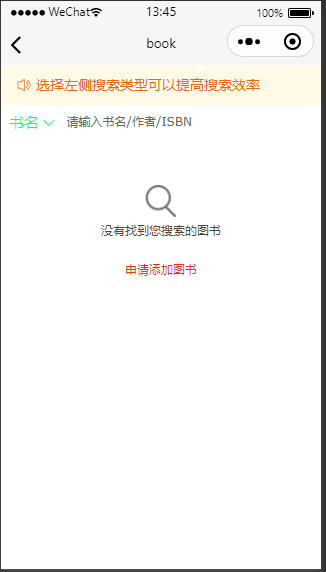 WeChat 13:45 100%
book
选择左侧搜索类型可以提高搜索效率
书名 请输入书名/作者/ISBN
没有找到您搜索的图书
申请添加图书